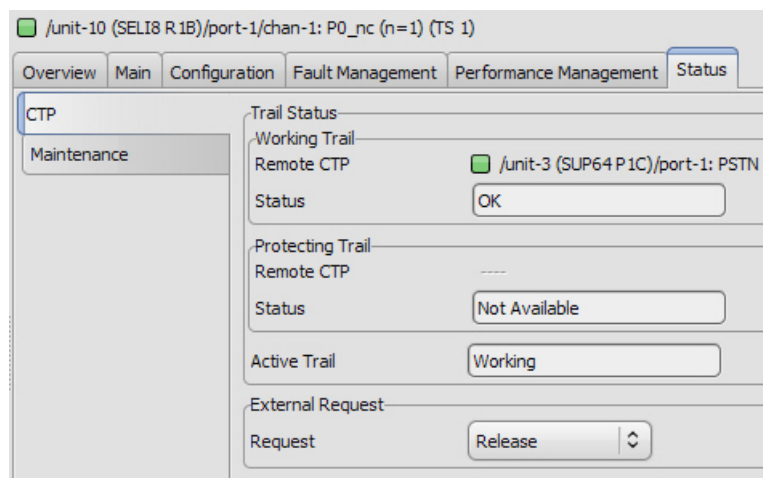 /unit-10 (SELI8 R1B)/port-1/chan-1: P0_nc (n=1) (TS 1)
Overview Main Configuration Fault Management Performance Management Status
CTP
Maintenance
Trail Status
Working Trail
Remote CTP /unit-3 (SUP64 P1C)/port-1: PSTN
Status OK
Protecting Trail
Remote CTP ----
Status Not Available
Active Trail Working
External Request
Request Release